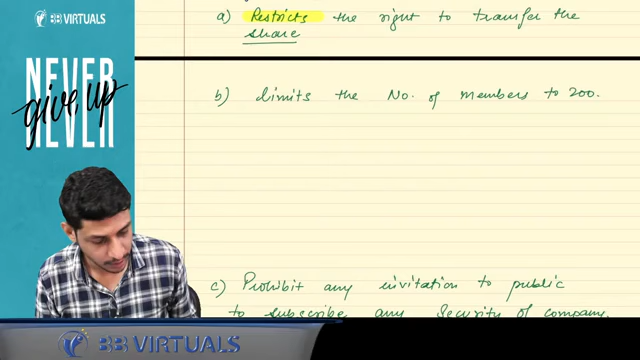 BB VIRTUALS
NEVER
give up
NEVER
a) Restricts the right to transfer the
share
b) limits the No. of members to 200.
c) Prohibit any invitation to public
to subscribe any security of company.
BB VIRTUALS